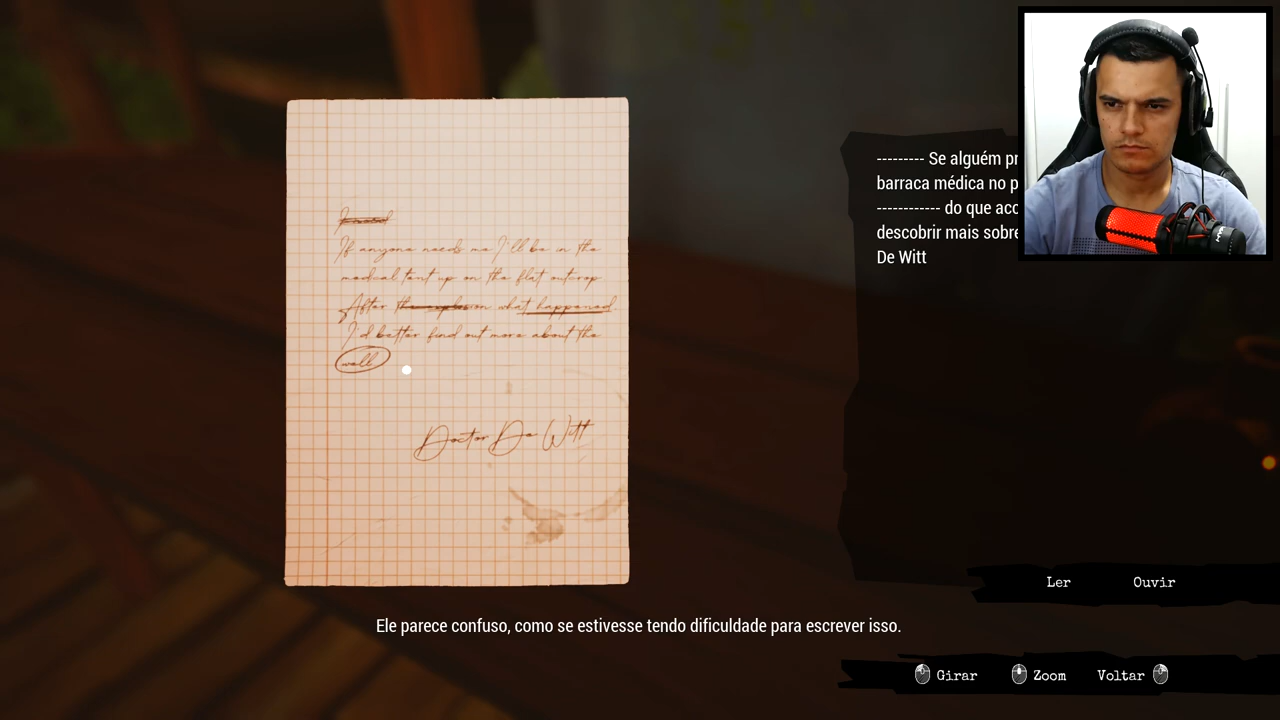 If anyone needs me I'll be in the
medical tent up on the flat outcrop
After the explosion what happened
I'd better find out more about the
well
Doctor De Witt
--------- Se alguém
barraca médica no
------------ do que
descobrir mais sobre
De Witt
Ler
Ouvir
Ele parece confuso, como se estivesse tendo dificuldade para escrever isso.
Girar
Zoom
Voltar